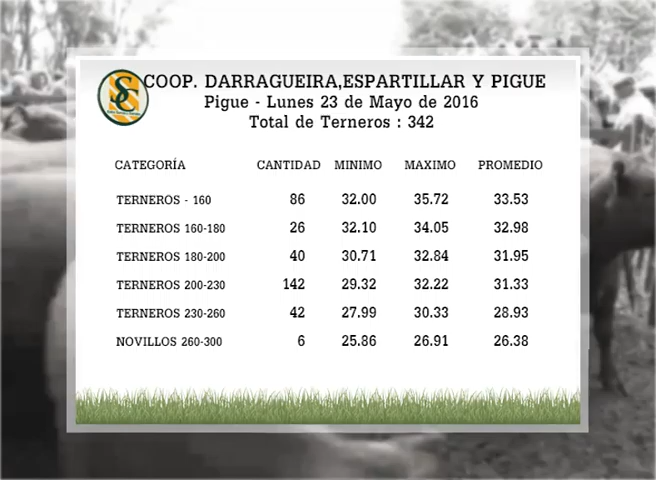 COOP. DARRAGUEIRA,ESPARTILLAR Y PIGUE
Pigue - Lunes 23 de Mayo de 2016
Total de Terneros : 342
CATEGORÍA CANTIDAD MINIMO MAXIMO PROMEDIO
TERNEROS - 160 86 32.00 35.72 33.53
TERNEROS 160-180 26 32.10 34.05 32.98
TERNEROS 180-200 40 30.71 32.84 31.95
TERNEROS 200-230 142 29.32 32.22 31.33
TERNEROS 230-260 42 27.99 30.33 28.93
NOVILLOS 260-300 6 25.86 26.91 26.38